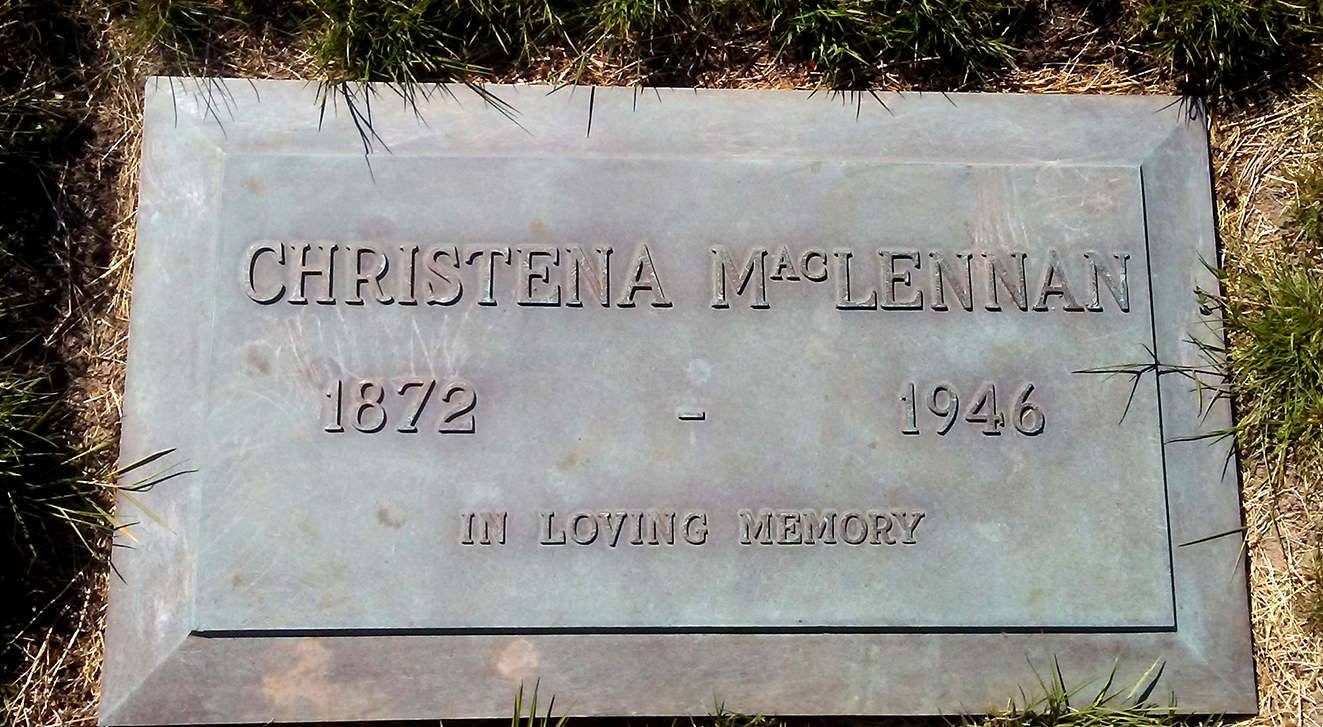 CHRISTENA MACLENNAN
1872 - 1946
IN LOVING MEMORY